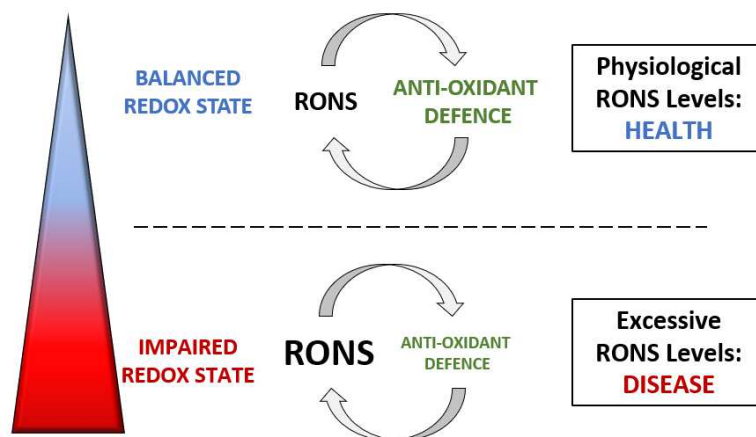 BALANCED
REDOX STATE
RONS
ANTI-OXIDANT
DEFENCE
Physiological
RONS Levels:
HEALTH
IMPAIRED
REDOX STATE
RONS
ANTI-OXIDANT
DEFENCE
Excessive
RONS Levels:
DISEASE